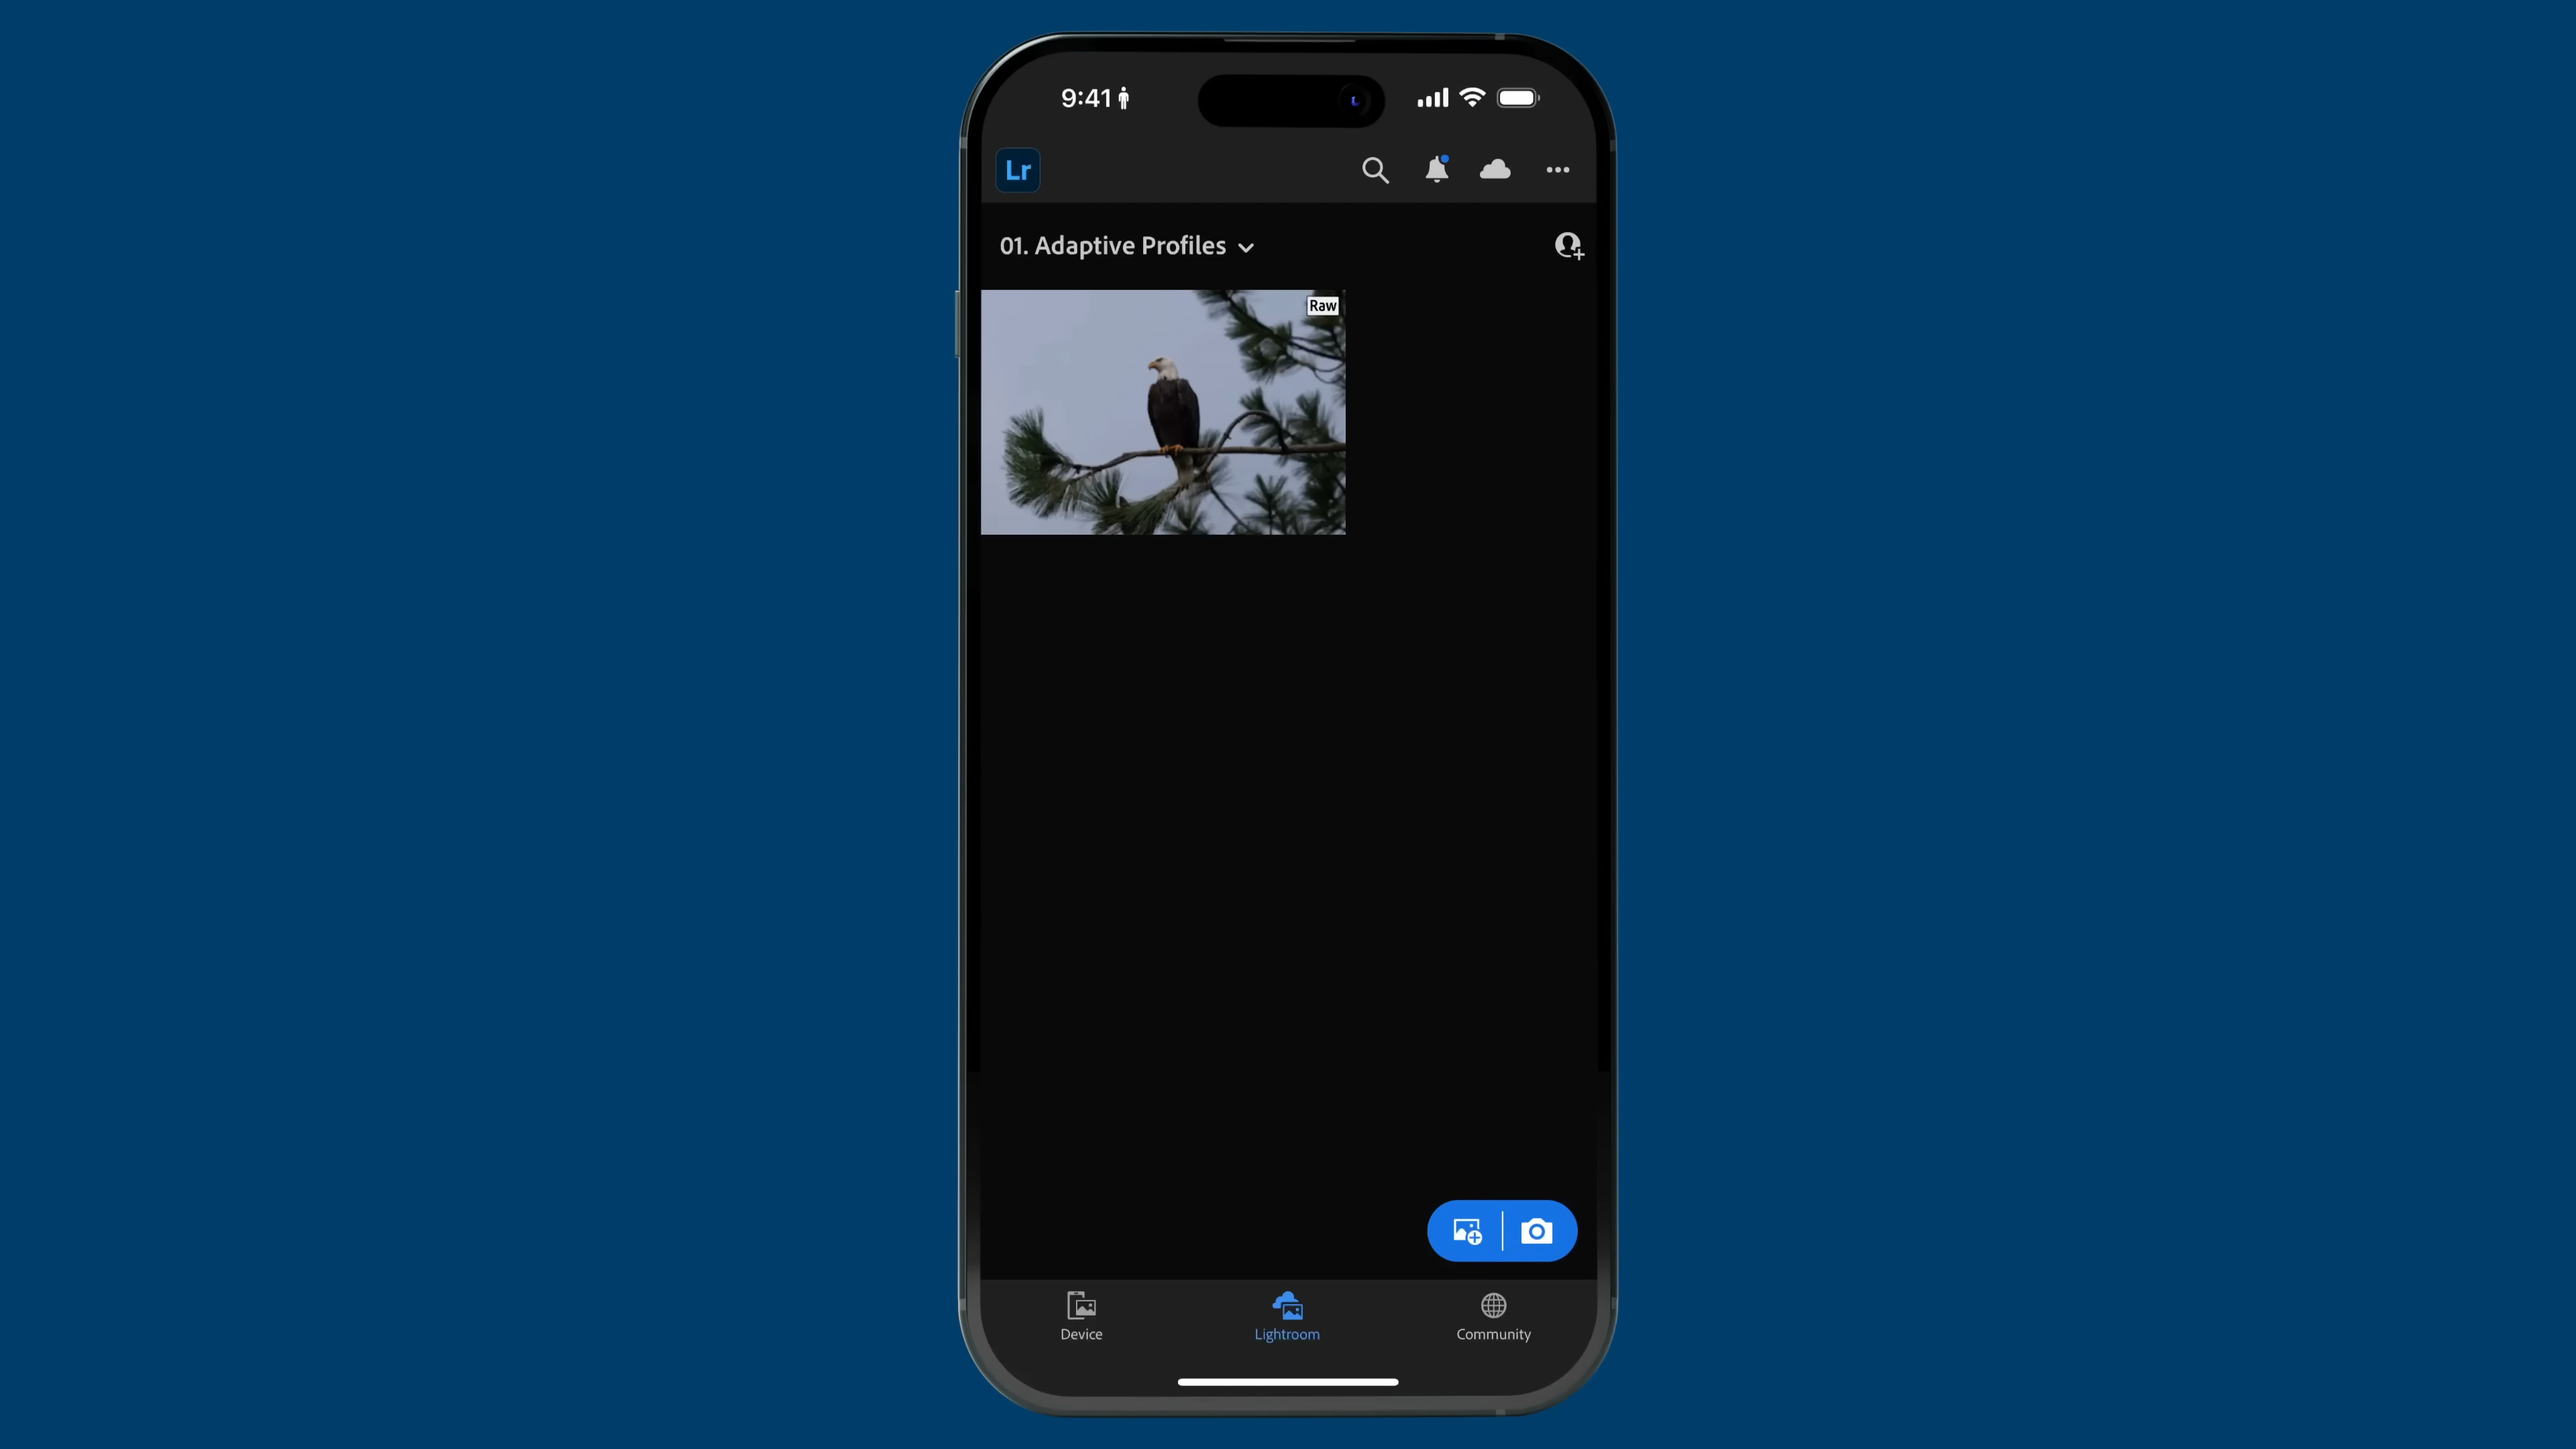 9:41
Lr
01. Adaptive Profiles
Raw
Device
Lightroom
Community